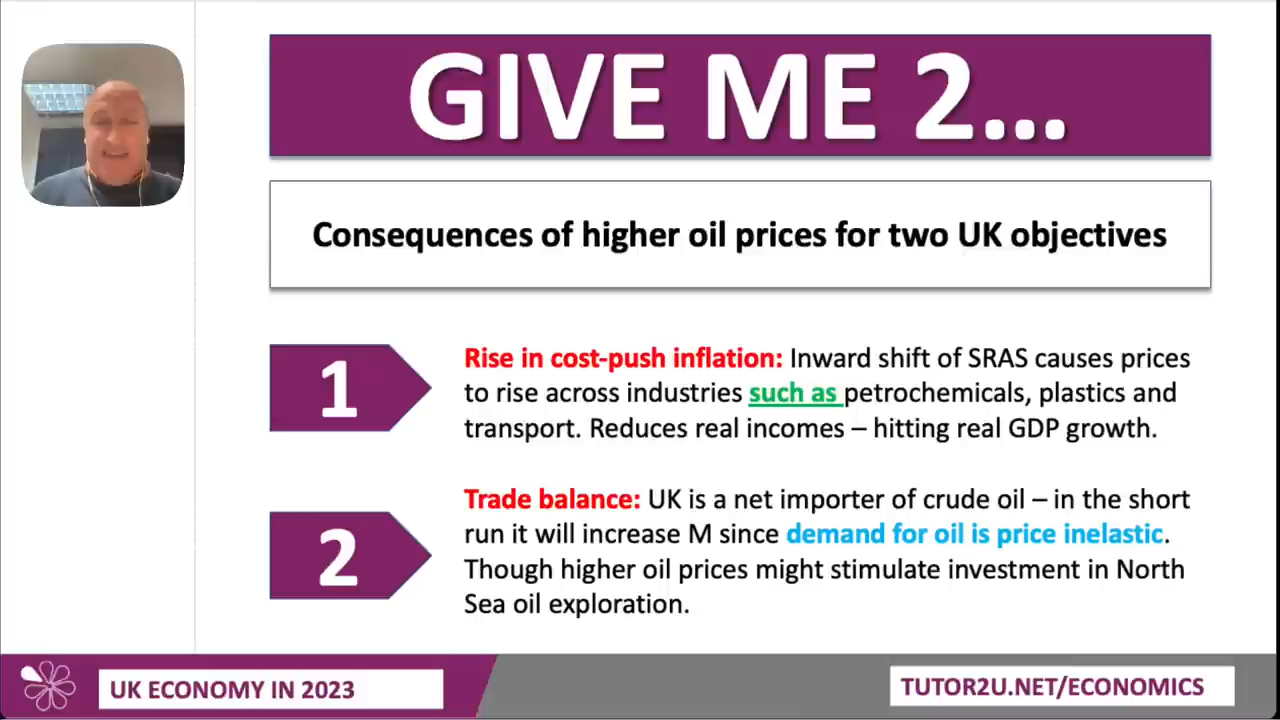 GIVE ME 2...
Consequences of higher oil prices for two UK objectives
1
Rise in cost-push inflation: Inward shift of SRAS causes prices
to rise across industries such as petrochemicals, plastics and
transport. Reduces real incomes – hitting real GDP growth.
2
Trade balance: UK is a net importer of crude oil – in the short
run it will increase M since demand for oil is price inelastic.
Though higher oil prices might stimulate investment in North
Sea oil exploration.
UK ECONOMY IN 2023
TUTOR2U.NET/ECONOMICS